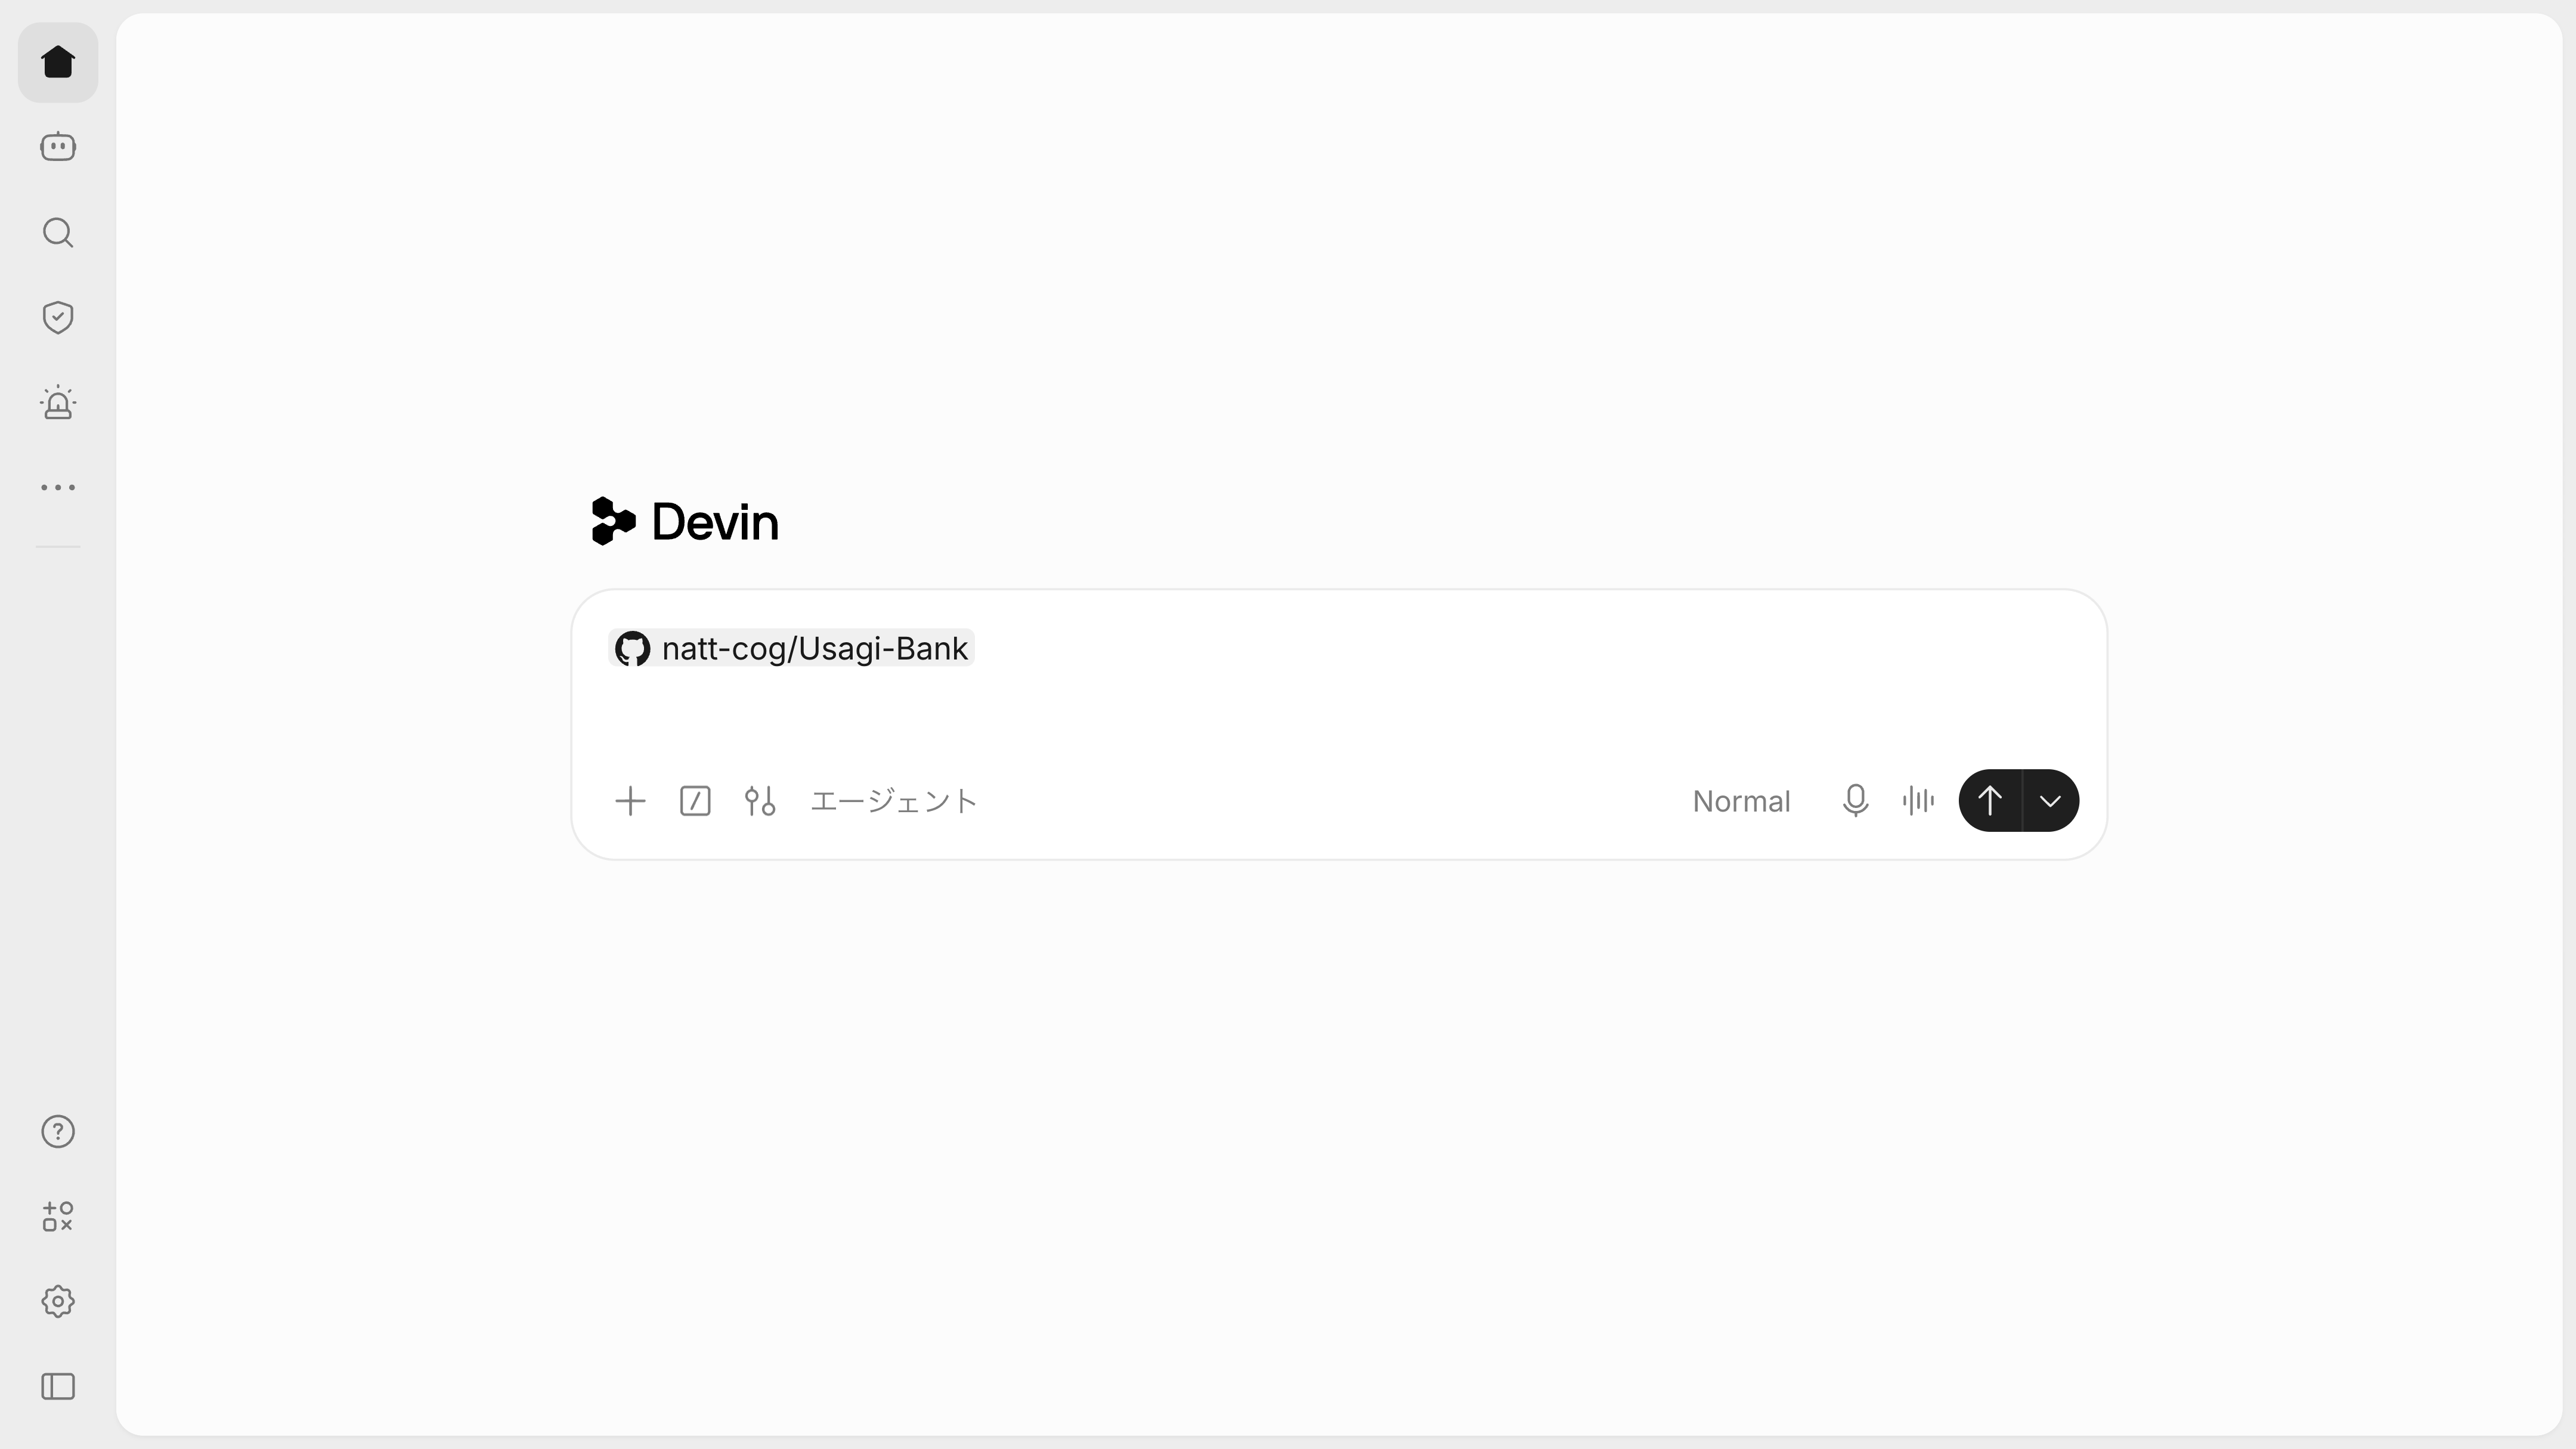 Devin
natt-cog/Usagi-Bank
エージェント
Normal